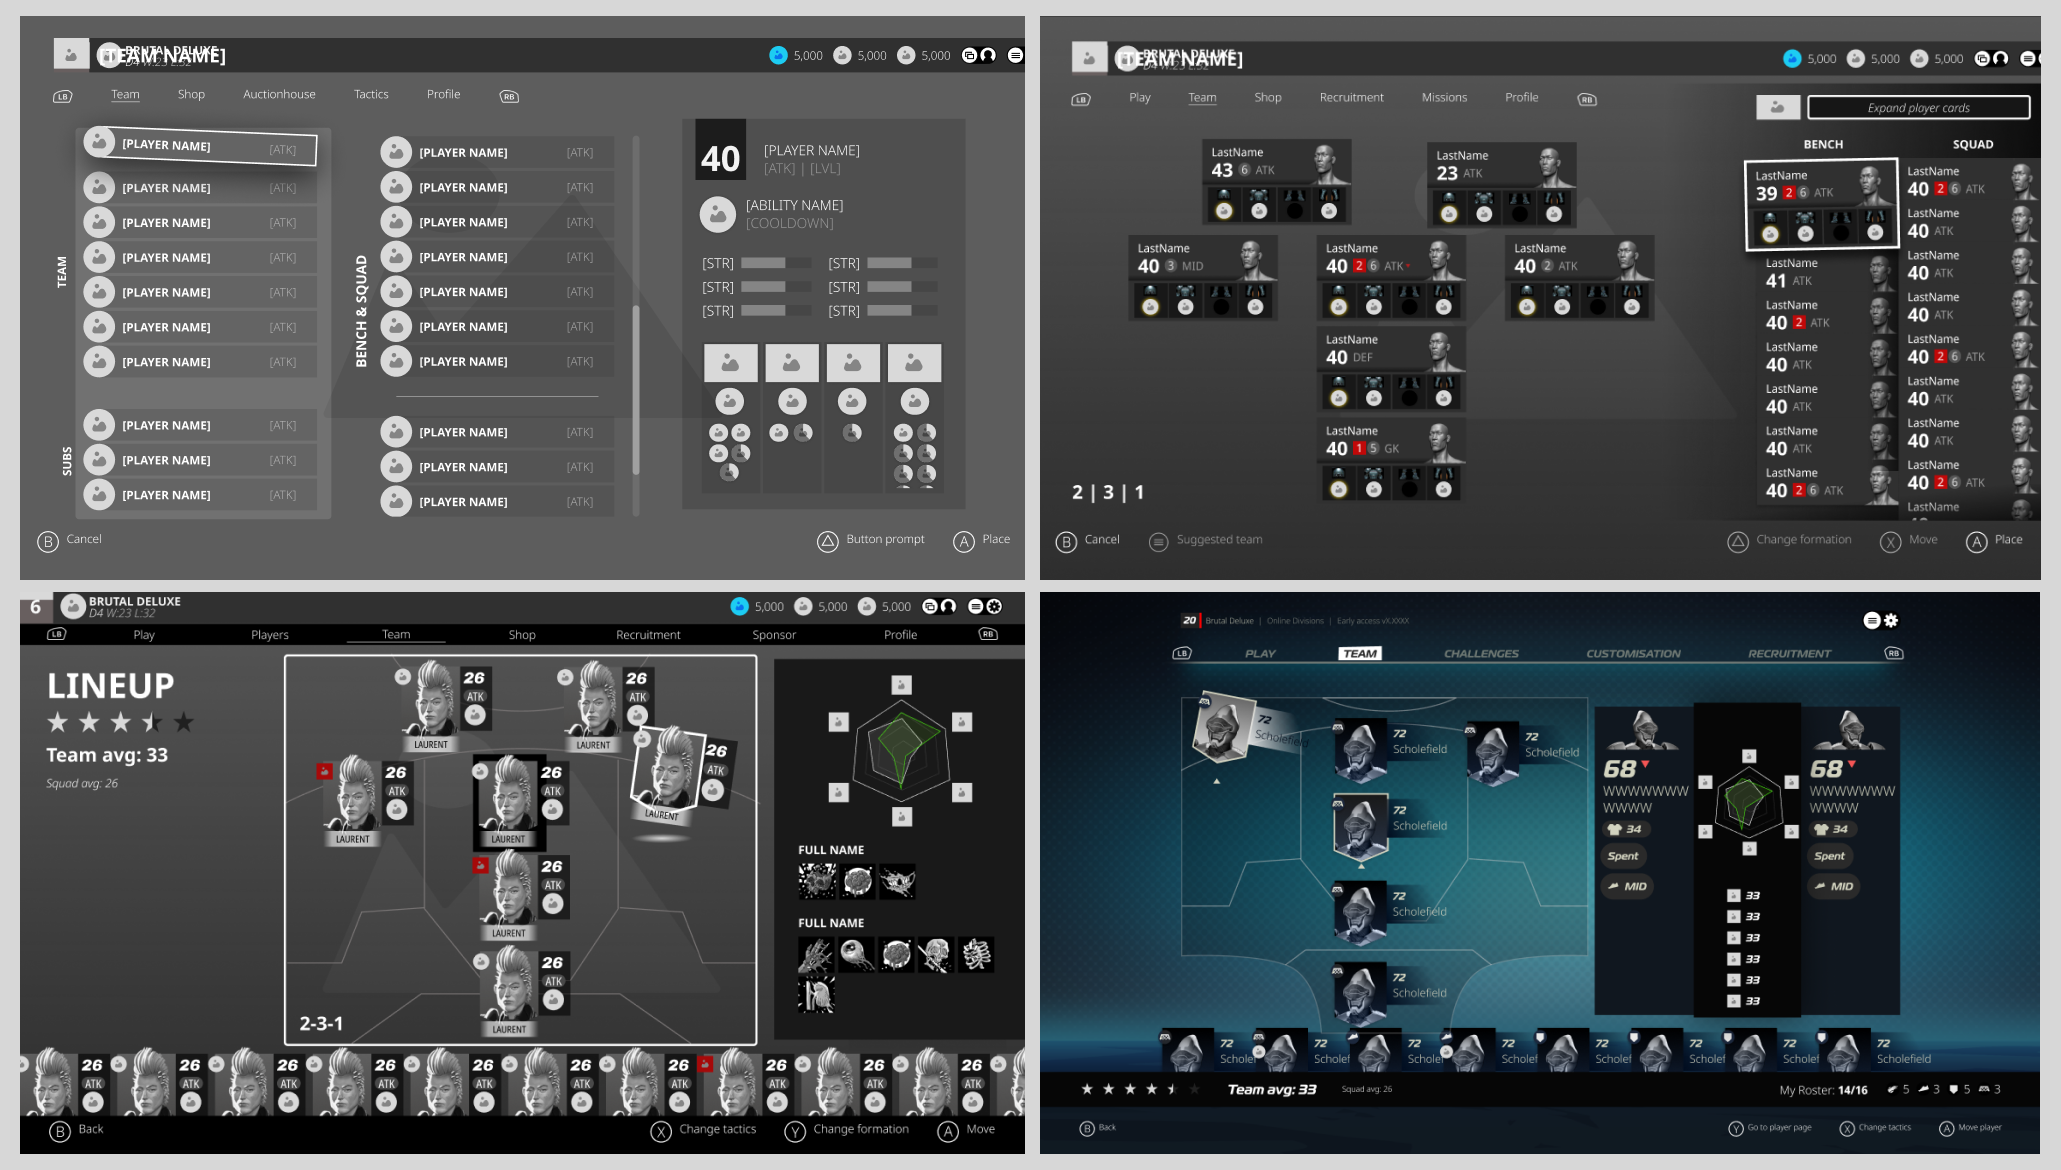 [TEAM NAME]
BRUTAL DELUXE
D4 W:23 L:32
5,000
5,000
5,000
LB
Team
Shop
Auctionhouse
Tactics
Profile
RB
TEAM
[PLAYER NAME] [ATK]
[PLAYER NAME] [ATK]
[PLAYER NAME] [ATK]
[PLAYER NAME] [ATK]
[PLAYER NAME] [ATK]
[PLAYER NAME] [ATK]
[PLAYER NAME] [ATK]
SUBS
[PLAYER NAME] [ATK]
[PLAYER NAME] [ATK]
[PLAYER NAME] [ATK]
BENCH & SQUAD
[PLAYER NAME] [ATK]
[PLAYER NAME] [ATK]
[PLAYER NAME] [ATK]
[PLAYER NAME] [ATK]
[PLAYER NAME] [ATK]
[PLAYER NAME] [ATK]
[PLAYER NAME] [ATK]
[PLAYER NAME] [ATK]
[PLAYER NAME] [ATK]
[PLAYER NAME] [ATK]
40
[PLAYER NAME]
[ATK] | [LVL]
[ABILITY NAME]
[COOLDOWN]
[STR] [STR]
[STR] [STR]
[STR] [STR]
B Cancel
Button prompt
A Place
[TEAM NAME]
BRUTAL DELUXE
D4 W:23 L:32
5,000
5,000
5,000
LB
Play
Team
Shop
Recruitment
Missions
Profile
RB
Expand player cards
LastName
43 6 ATK
LastName
23 ATK
LastName
40 3 MID
LastName
40 2 6 ATK
LastName
40 2 ATK
LastName
40 DEF
LastName
40 1 5 GK
2 | 3 | 1
BENCH
LastName
39 2 6 ATK
LastName
41 ATK
LastName
40 2 ATK
LastName
40 ATK
LastName
40 ATK
LastName
40 ATK
LastName
40 2 6 ATK
SQUAD
LastName
40 2 6 ATK
LastName
40 ATK
LastName
40 ATK
LastName
40 ATK
LastName
40 2 6 ATK
LastName
40 ATK
LastName
40 ATK
LastName
40 2 6 ATK
LastName
B Cancel
Suggested team
Change formation
X Move
A Place
6
BRUTAL DELUXE
D4 W:23 L:32
5,000
5,000
5,000
LB
Play
Players
Team
Shop
Recruitment
Sponsor
Profile
RB
LINEUP
Team avg: 33
Squad avg: 26
26
ATK
LAURENT
26
ATK
LAURENT
26
ATK
LAURENT
26
ATK
LAURENT
26
ATK
LAURENT
26
ATK
LAURENT
26
ATK
LAURENT
2-3-1
FULL NAME
FULL NAME
26
ATK
26
ATK
26
ATK
26
ATK
26
ATK
26
ATK
26
ATK
26
ATK
26
ATK
26
ATK
B Back
X Change tactics
Y Change formation
A Move
20 Brutal Deluxe | Online Divisions | Early access vX.XXXX
LB
PLAY
TEAM
CHALLENGES
CUSTOMISATION
RECRUITMENT
RB
72
Scholefield
72
Scholefield
72
Scholefield
72
Scholefield
72
Scholefield
72
Scholefield
68
WWWWWWWW
WWWW
34
Spent
MID
33
33
33
33
33
33
68
WWWWWWWW
WWWW
34
Spent
MID
72
Scholef
72
Scholef
72
Scholef
72
Scholef
72
Scholef
72
Scholef
72
Scholef
72
Scholefield
Team avg: 33
Squad avg: 26
My Roster: 14/16
5 3 5 3
B Back
Y Go to player page
X Change tactics
A Move player